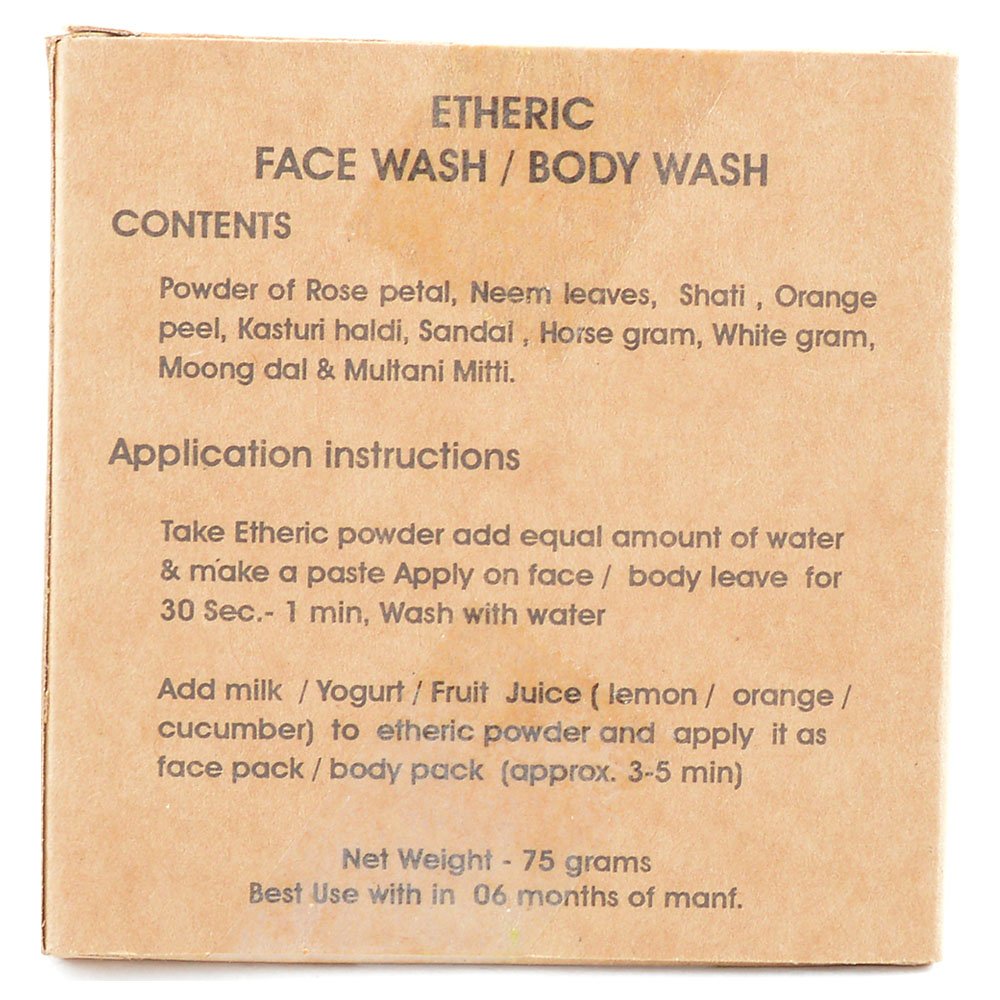 ETHERIC
FACE WASH / BODY WASH
CONTENTS
Powder of Rose petal, Neem leaves, Shati , Orange
peel, Kasturi haldi, Sandal , Horse gram, White gram,
Moong dal & Multani Mitti.
Application instructions
Take Etheric powder add equal amount of water
& make a paste Apply on face / body leave for
30 Sec.- 1 min, Wash with water
Add milk / Yogurt / Fruit Juice ( lemon / orange /
cucumber) to etheric powder and apply it as
face pack / body pack (approx. 3-5 min)
Net Weight - 75 grams
Best Use with in 06 months of manf.